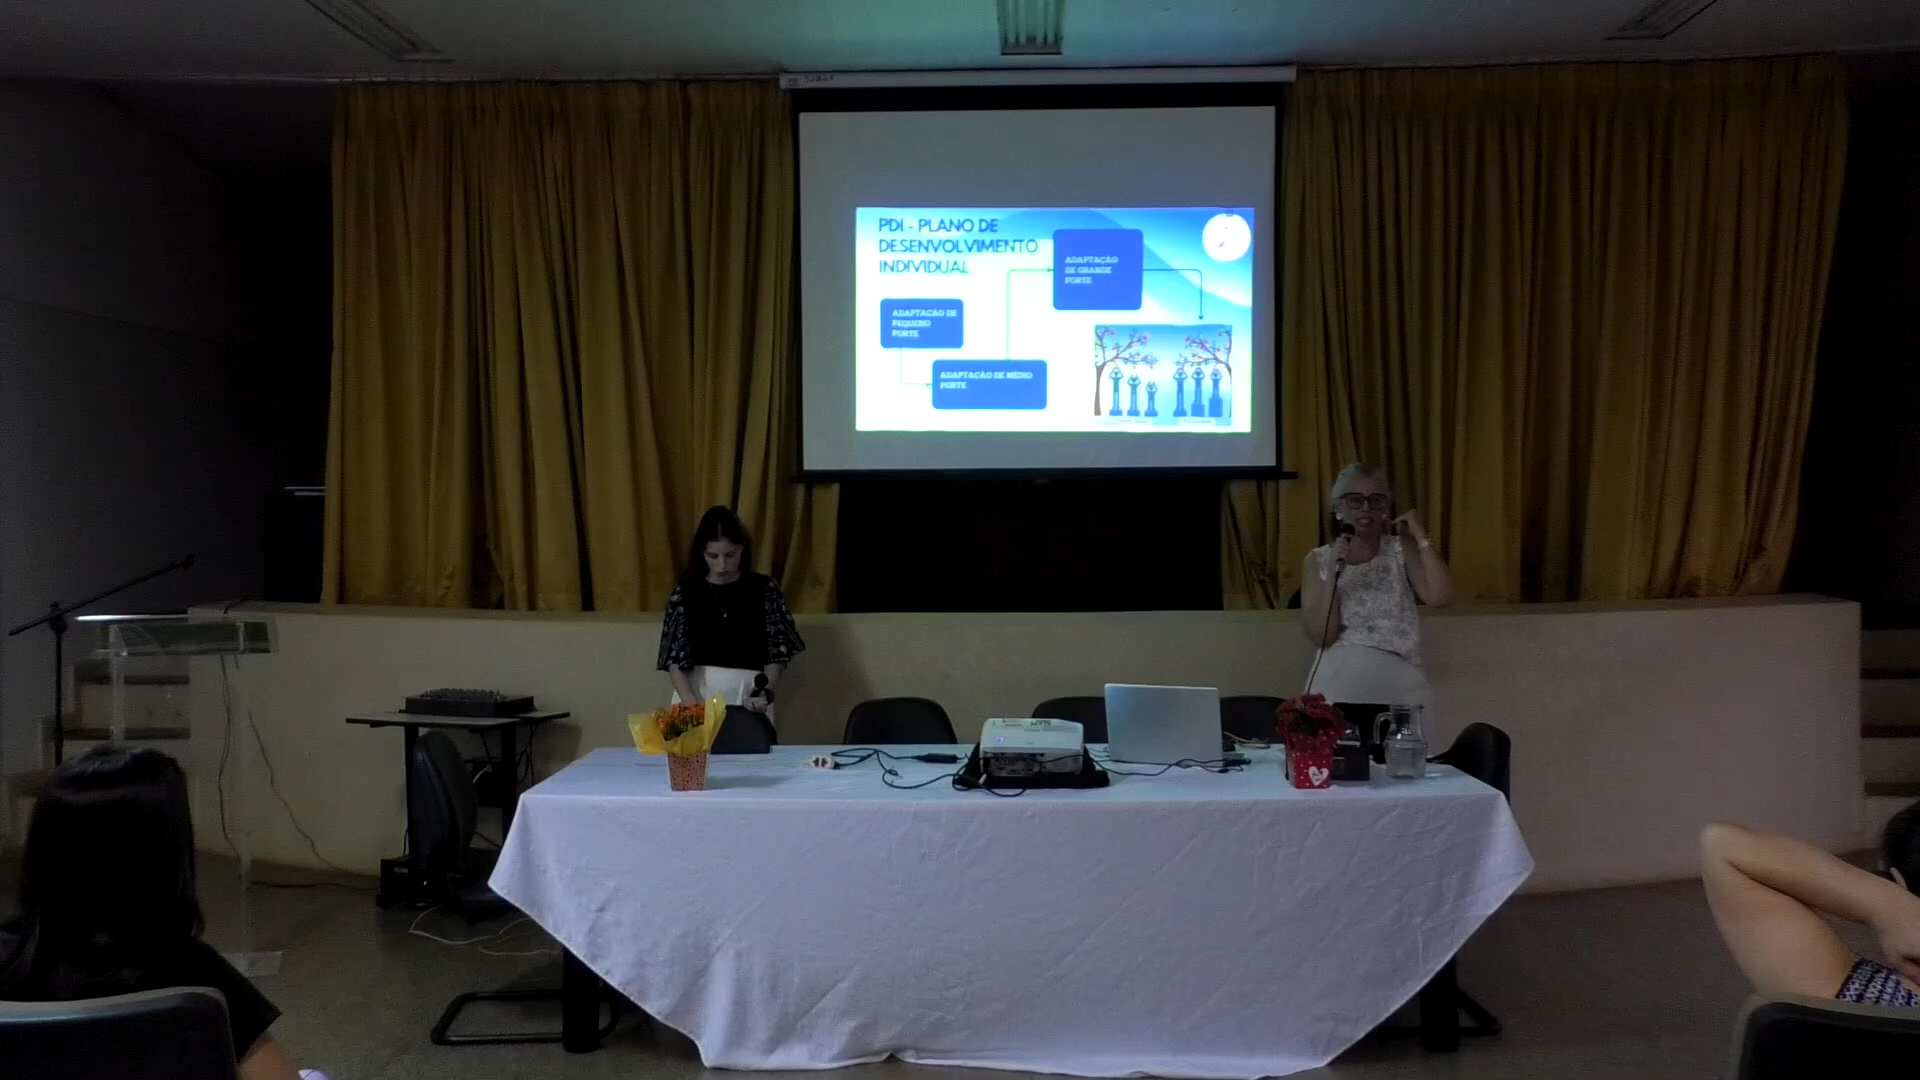 PDI - PLANO DE
DESENVOLVIMENTO
INDIVIDUAL
ADAPTAÇÃO
DE GRANDE
PORTE
ADAPTAÇÃO DE
PEQUENO
PORTE
ADAPTAÇÃO DE MÉDIO
PORTE